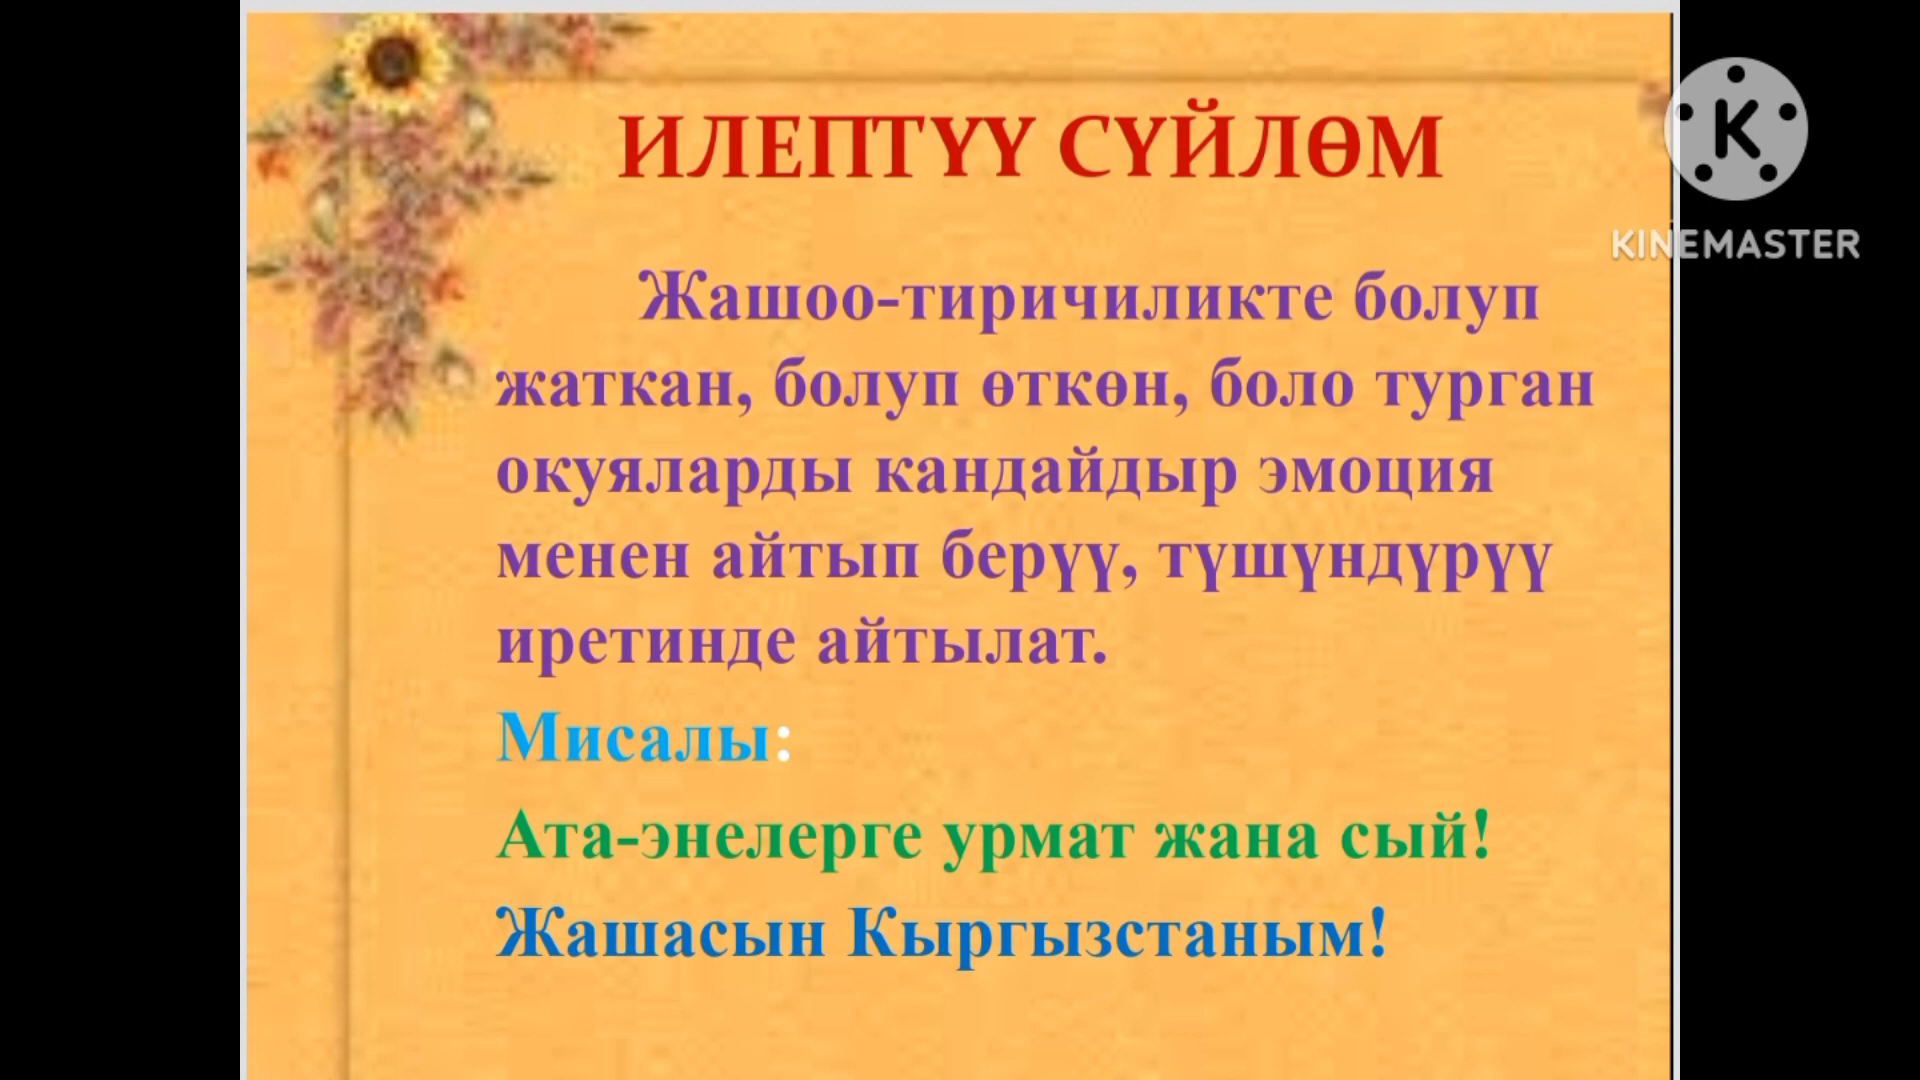 ИЛЕПТҮҮ СҮЙЛӨМ
K
KINEMASTER
Жашоо-тиричиликте болуп
жаткан, болуп өткөн, боло турган
окуяларды кандайдыр эмоция
менен айтып берүү, түшүндүрүү
иретинде айтылат.
Мисалы:
Ата-энелерге урмат жана сый!
Жашасын Кыргызстаным!